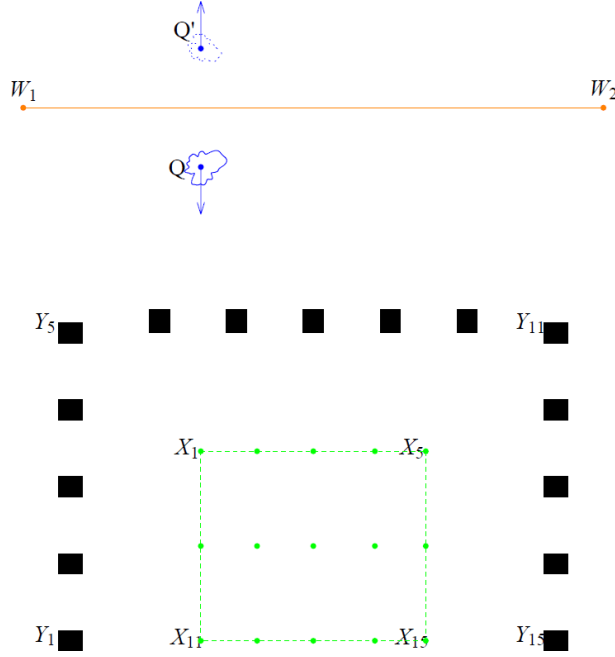 Q'
W₁ W₂
Q
Y₅ Y₁₁
X₁ X₅
Y₁ X₁₁ X₁₅ Y₁₅